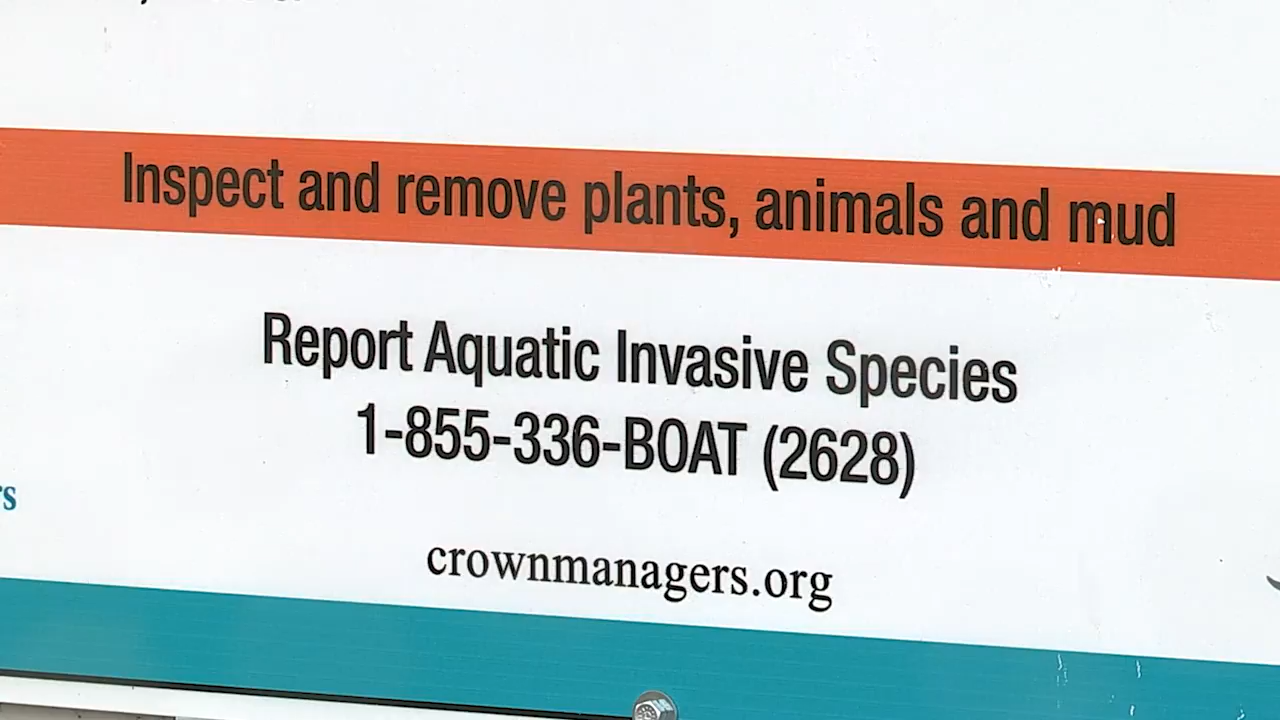 Inspect and remove plants, animals and mud
Report Aquatic Invasive Species
1-855-336-BOAT (2628)
crownmanagers.org